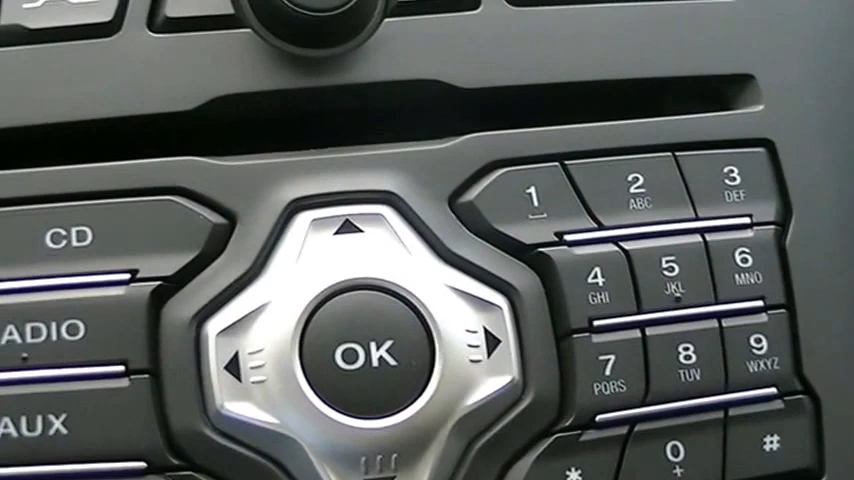 1
2
ABC
3
DEF
CD
4
GHI
5
JKL
6
MNO
ADIO
OK
7
PQRS
8
TUV
9
WXYZ
AUX
*
0
+
#